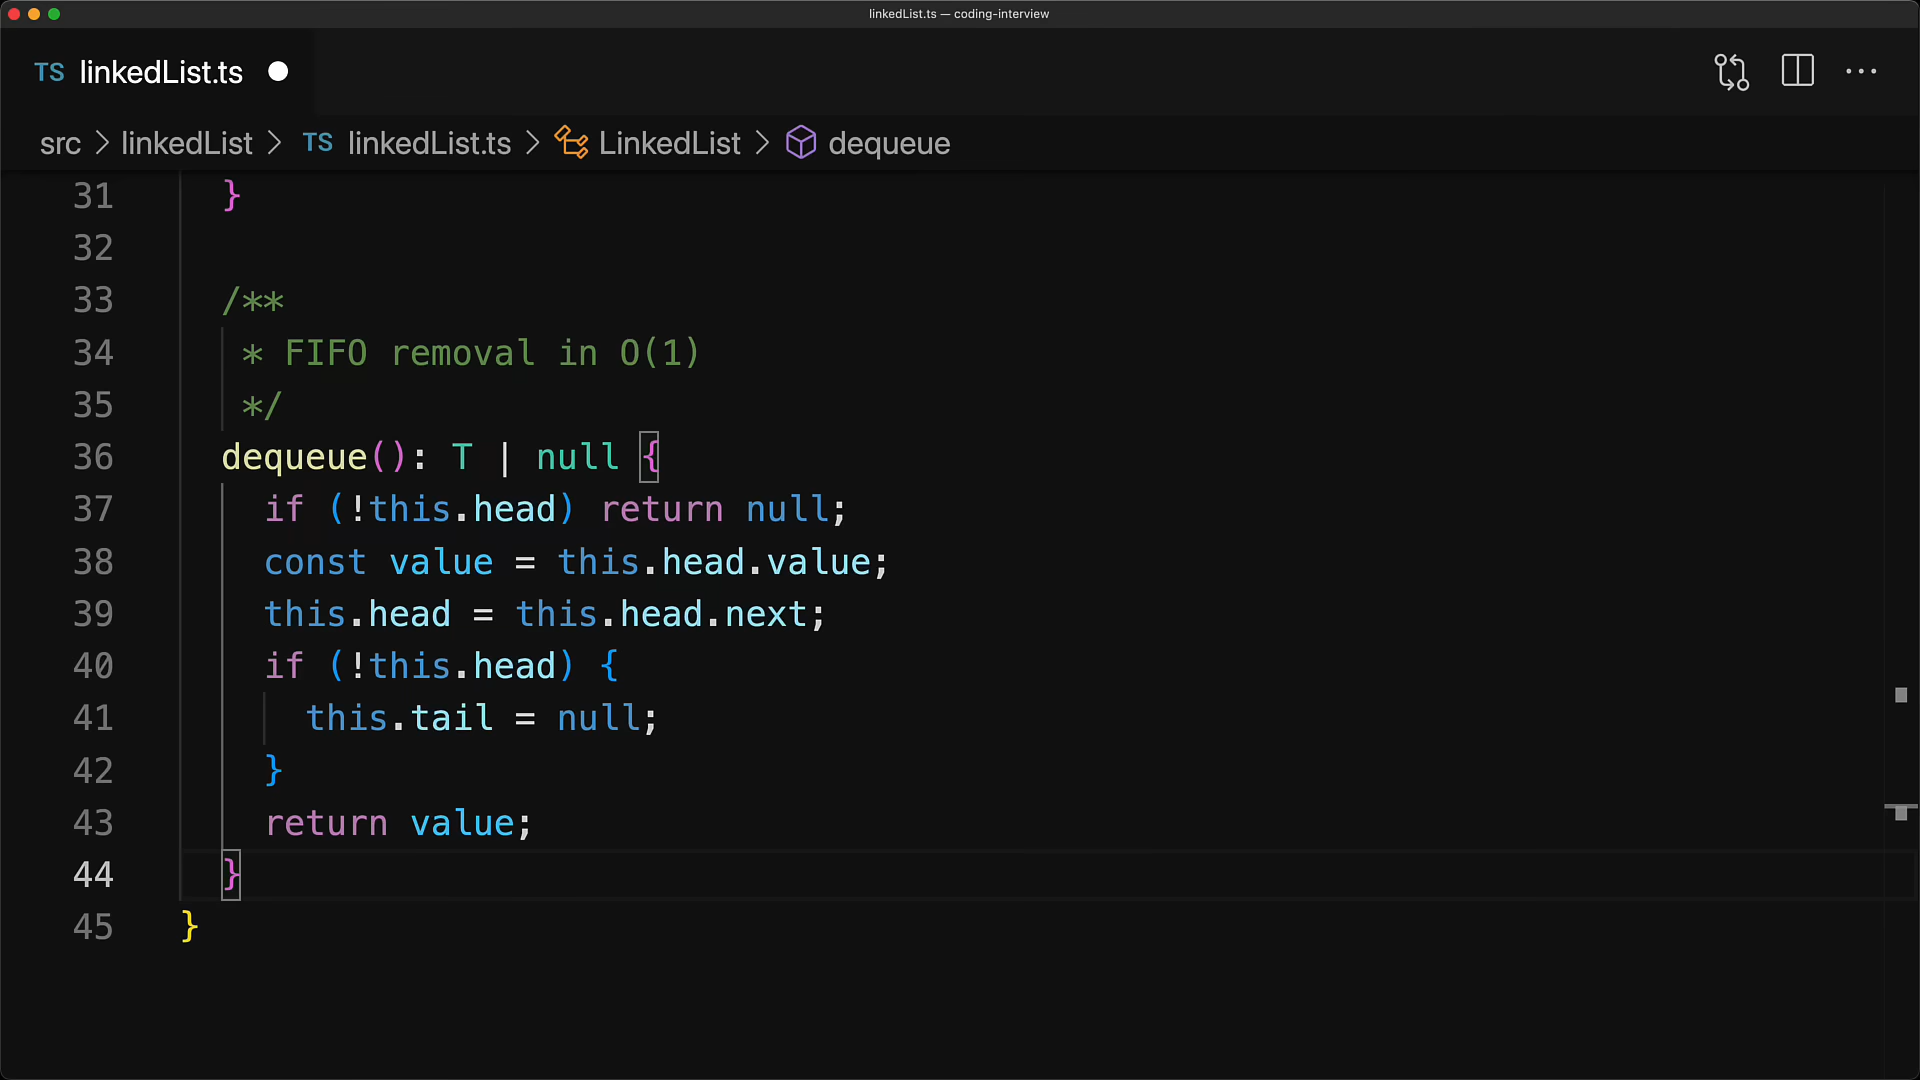 linkedList.ts — coding-interview
TS linkedList.ts
src > linkedList > TS linkedList.ts > LinkedList > dequeue
31 }
32
33 /**
34 * FIFO removal in O(1)
35 */
36 dequeue(): T | null {
37 if (!this.head) return null;
38 const value = this.head.value;
39 this.head = this.head.next;
40 if (!this.head) {
41 this.tail = null;
42 }
43 return value;
44 }
45 }